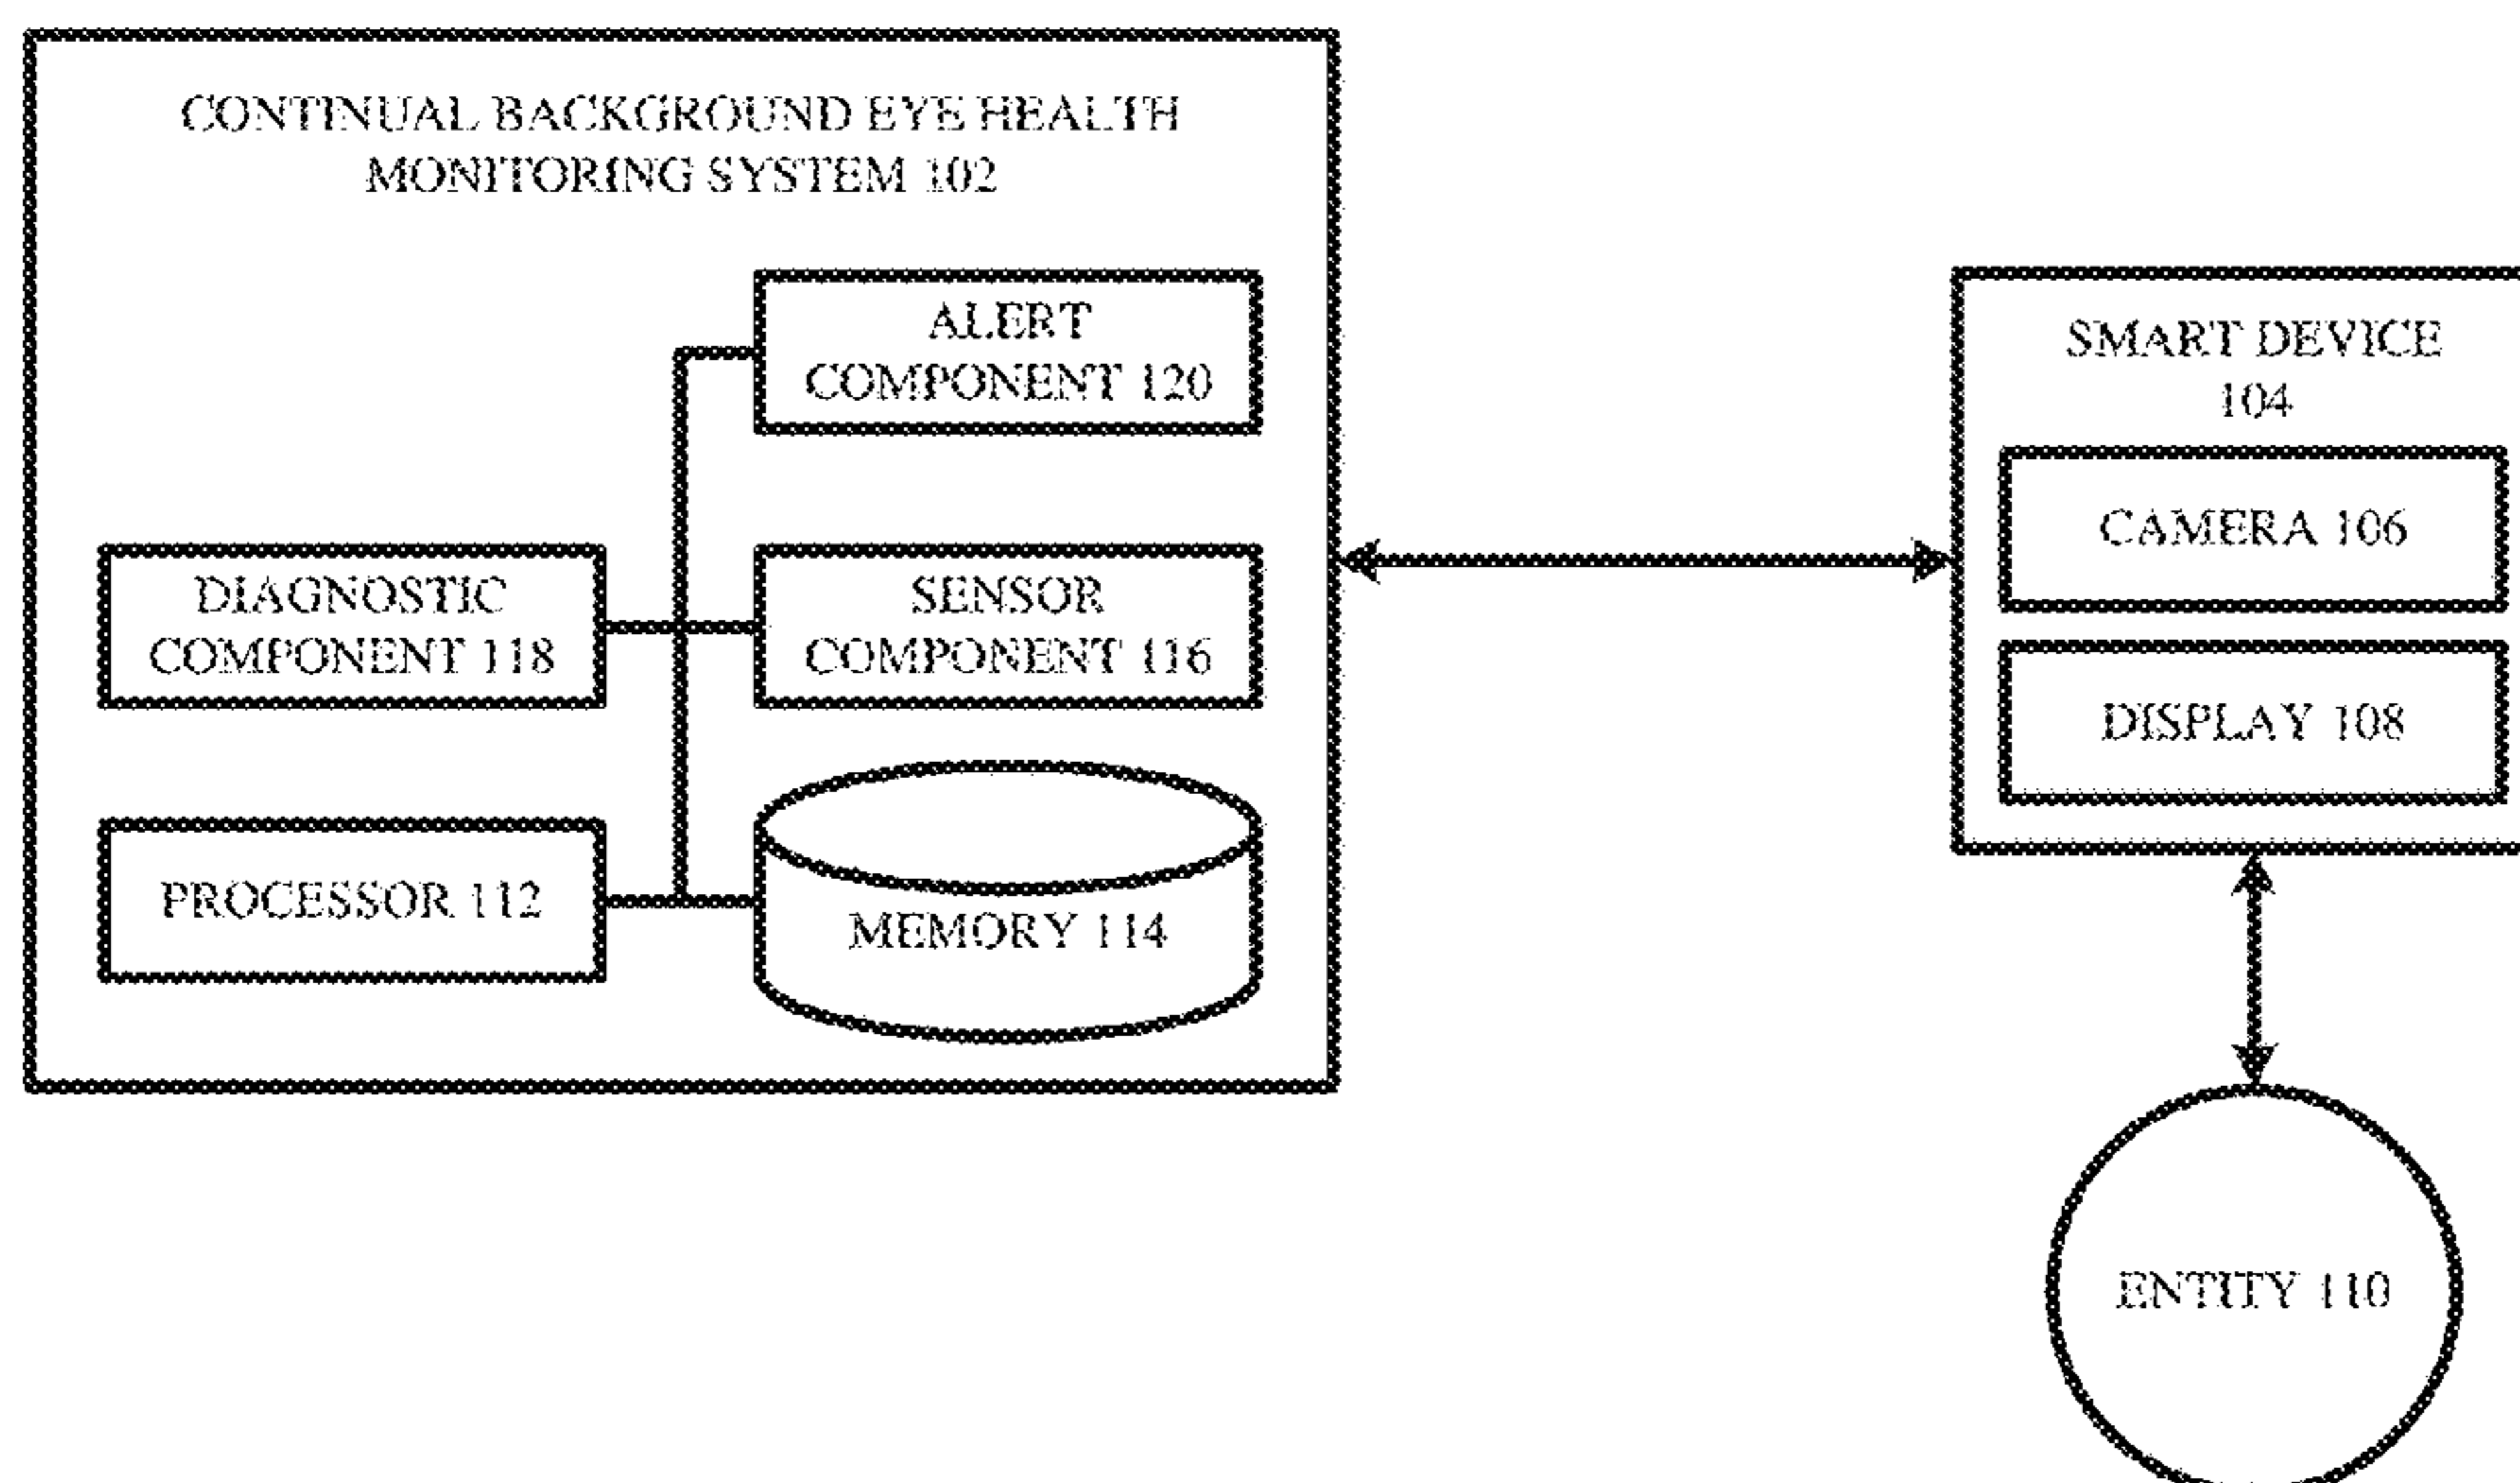 CONTINUAL BACKGROUND EYE HEALTH
MONITORING SYSTEM 102
ALERT
COMPONENT 120
DIAGNOSTIC
COMPONENT 118
SENSOR
COMPONENT 116
PROCESSOR 112
MEMORY 114
SMART DEVICE
104
CAMERA 106
DISPLAY 108
ENTITY 110